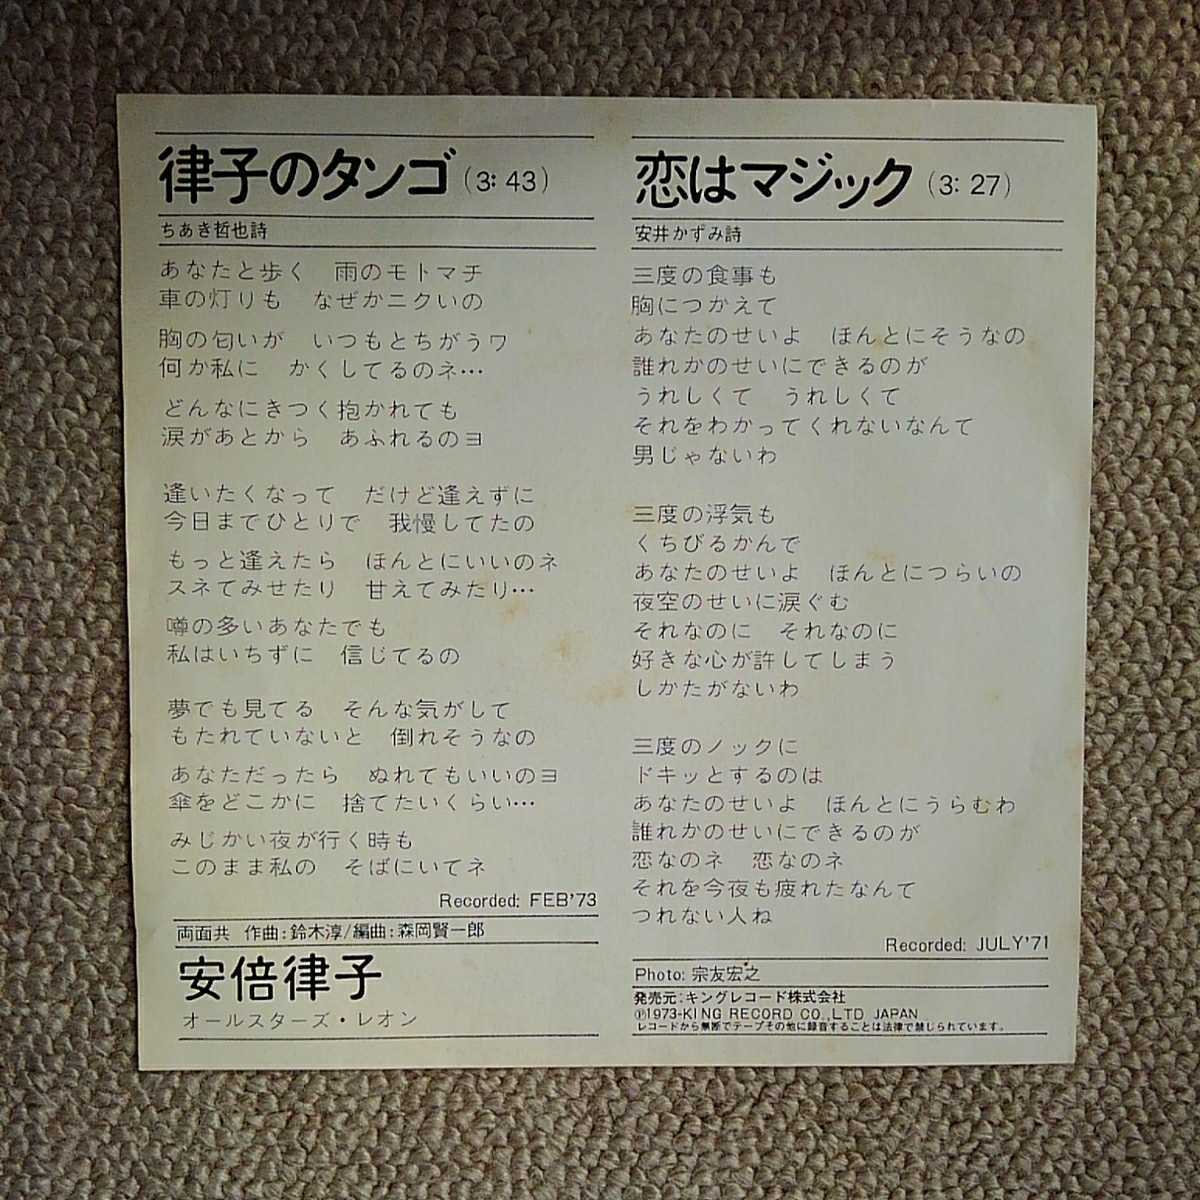 律子のタンゴ(3:43)
ちあき哲也詩
あなたと歩く　雨のモトマチ
車の灯りも　なぜかニクいの
胸の匂いが　いつもとちがうワ
何か私に　かくしてるのネ…
どんなにきつく抱かれても
涙があとから　あふれるのヨ
逢いたくなって　だけど逢えずに
今日までひとりで　我慢してたの
もっと逢えたら　ほんとにいいのネ
スネてみせたり　甘えてみたり…
噂の多いあなたでも
私はいちずに　信じてるの
夢でも見てる　そんな気がして
もたれていないと　倒れそうなの
あなただったら　ぬれてもいいのヨ
傘をどこかに　捨てたいくらい…
みじかい夜が行く時も
このまま私の　そばにいてネ
Recorded: FEB'73
両面共　作曲:鈴木淳/編曲:森岡賢一郎
安倍律子
オールスターズ・レオン
恋はマジック(3:27)
安井かずみ詩
三度の食事も
胸につかえて
あなたのせいよ　ほんとにそうなの
誰れかのせいにできるのが
うれしくて　うれしくて
それをわかってくれないなんて
男じゃないわ
三度の浮気も
くちびるかんで
あなたのせいよ　ほんとにつらいの
夜空のせいに涙ぐむ
それなのに　それなのに
好きな心が許してしまう
しかたがないわ
三度のノックに
ドキッとするのは
あなたのせいよ　ほんとにうらむわ
誰れかのせいにできるのが
恋なのネ　恋なのネ
それを今夜も疲れたなんて
つれない人ね
Recorded: JULY'71
Photo: 宗友宏之
発売元:キングレコード株式会社
Ⓟ1973-KING RECORD CO.,LTD JAPAN
レコードから無断でテープその他に録音することは法律で禁じられています。